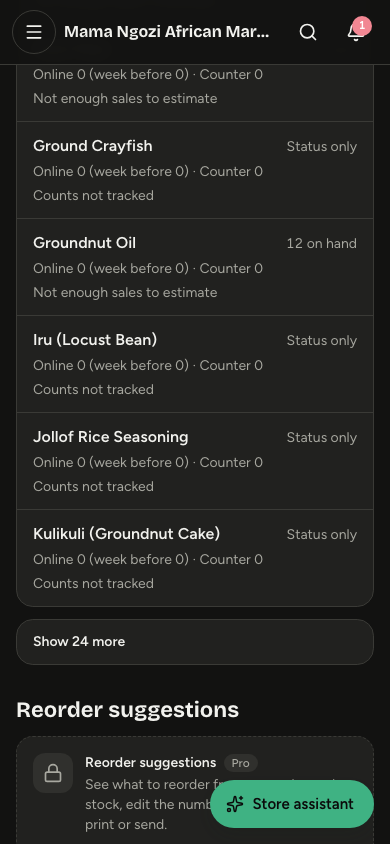 Mama Ngozi African Mar...
1
Online 0 (week before 0) · Counter 0
Not enough sales to estimate
Ground Crayfish
Status only
Online 0 (week before 0) · Counter 0
Counts not tracked
Groundnut Oil
12 on hand
Online 0 (week before 0) · Counter 0
Not enough sales to estimate
Iru (Locust Bean)
Status only
Online 0 (week before 0) · Counter 0
Counts not tracked
Jollof Rice Seasoning
Status only
Online 0 (week before 0) · Counter 0
Counts not tracked
Kulikuli (Groundnut Cake)
Status only
Online 0 (week before 0) · Counter 0
Counts not tracked
Show 24 more
Reorder suggestions
Reorder suggestions Pro
See what to reorder
stock, edit the
print or send.
Store assistant